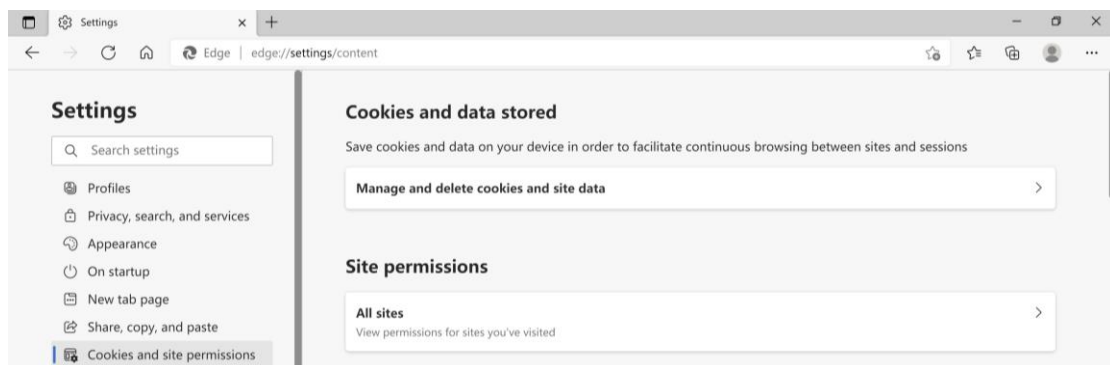 Settings
Edge | edge://settings/content
Settings
Search settings
Profiles
Privacy, search, and services
Appearance
On startup
New tab page
Share, copy, and paste
Cookies and site permissions
Cookies and data stored
Save cookies and data on your device in order to facilitate continuous browsing between sites and sessions
Manage and delete cookies and site data
Site permissions
All sites
View permissions for sites you've visited